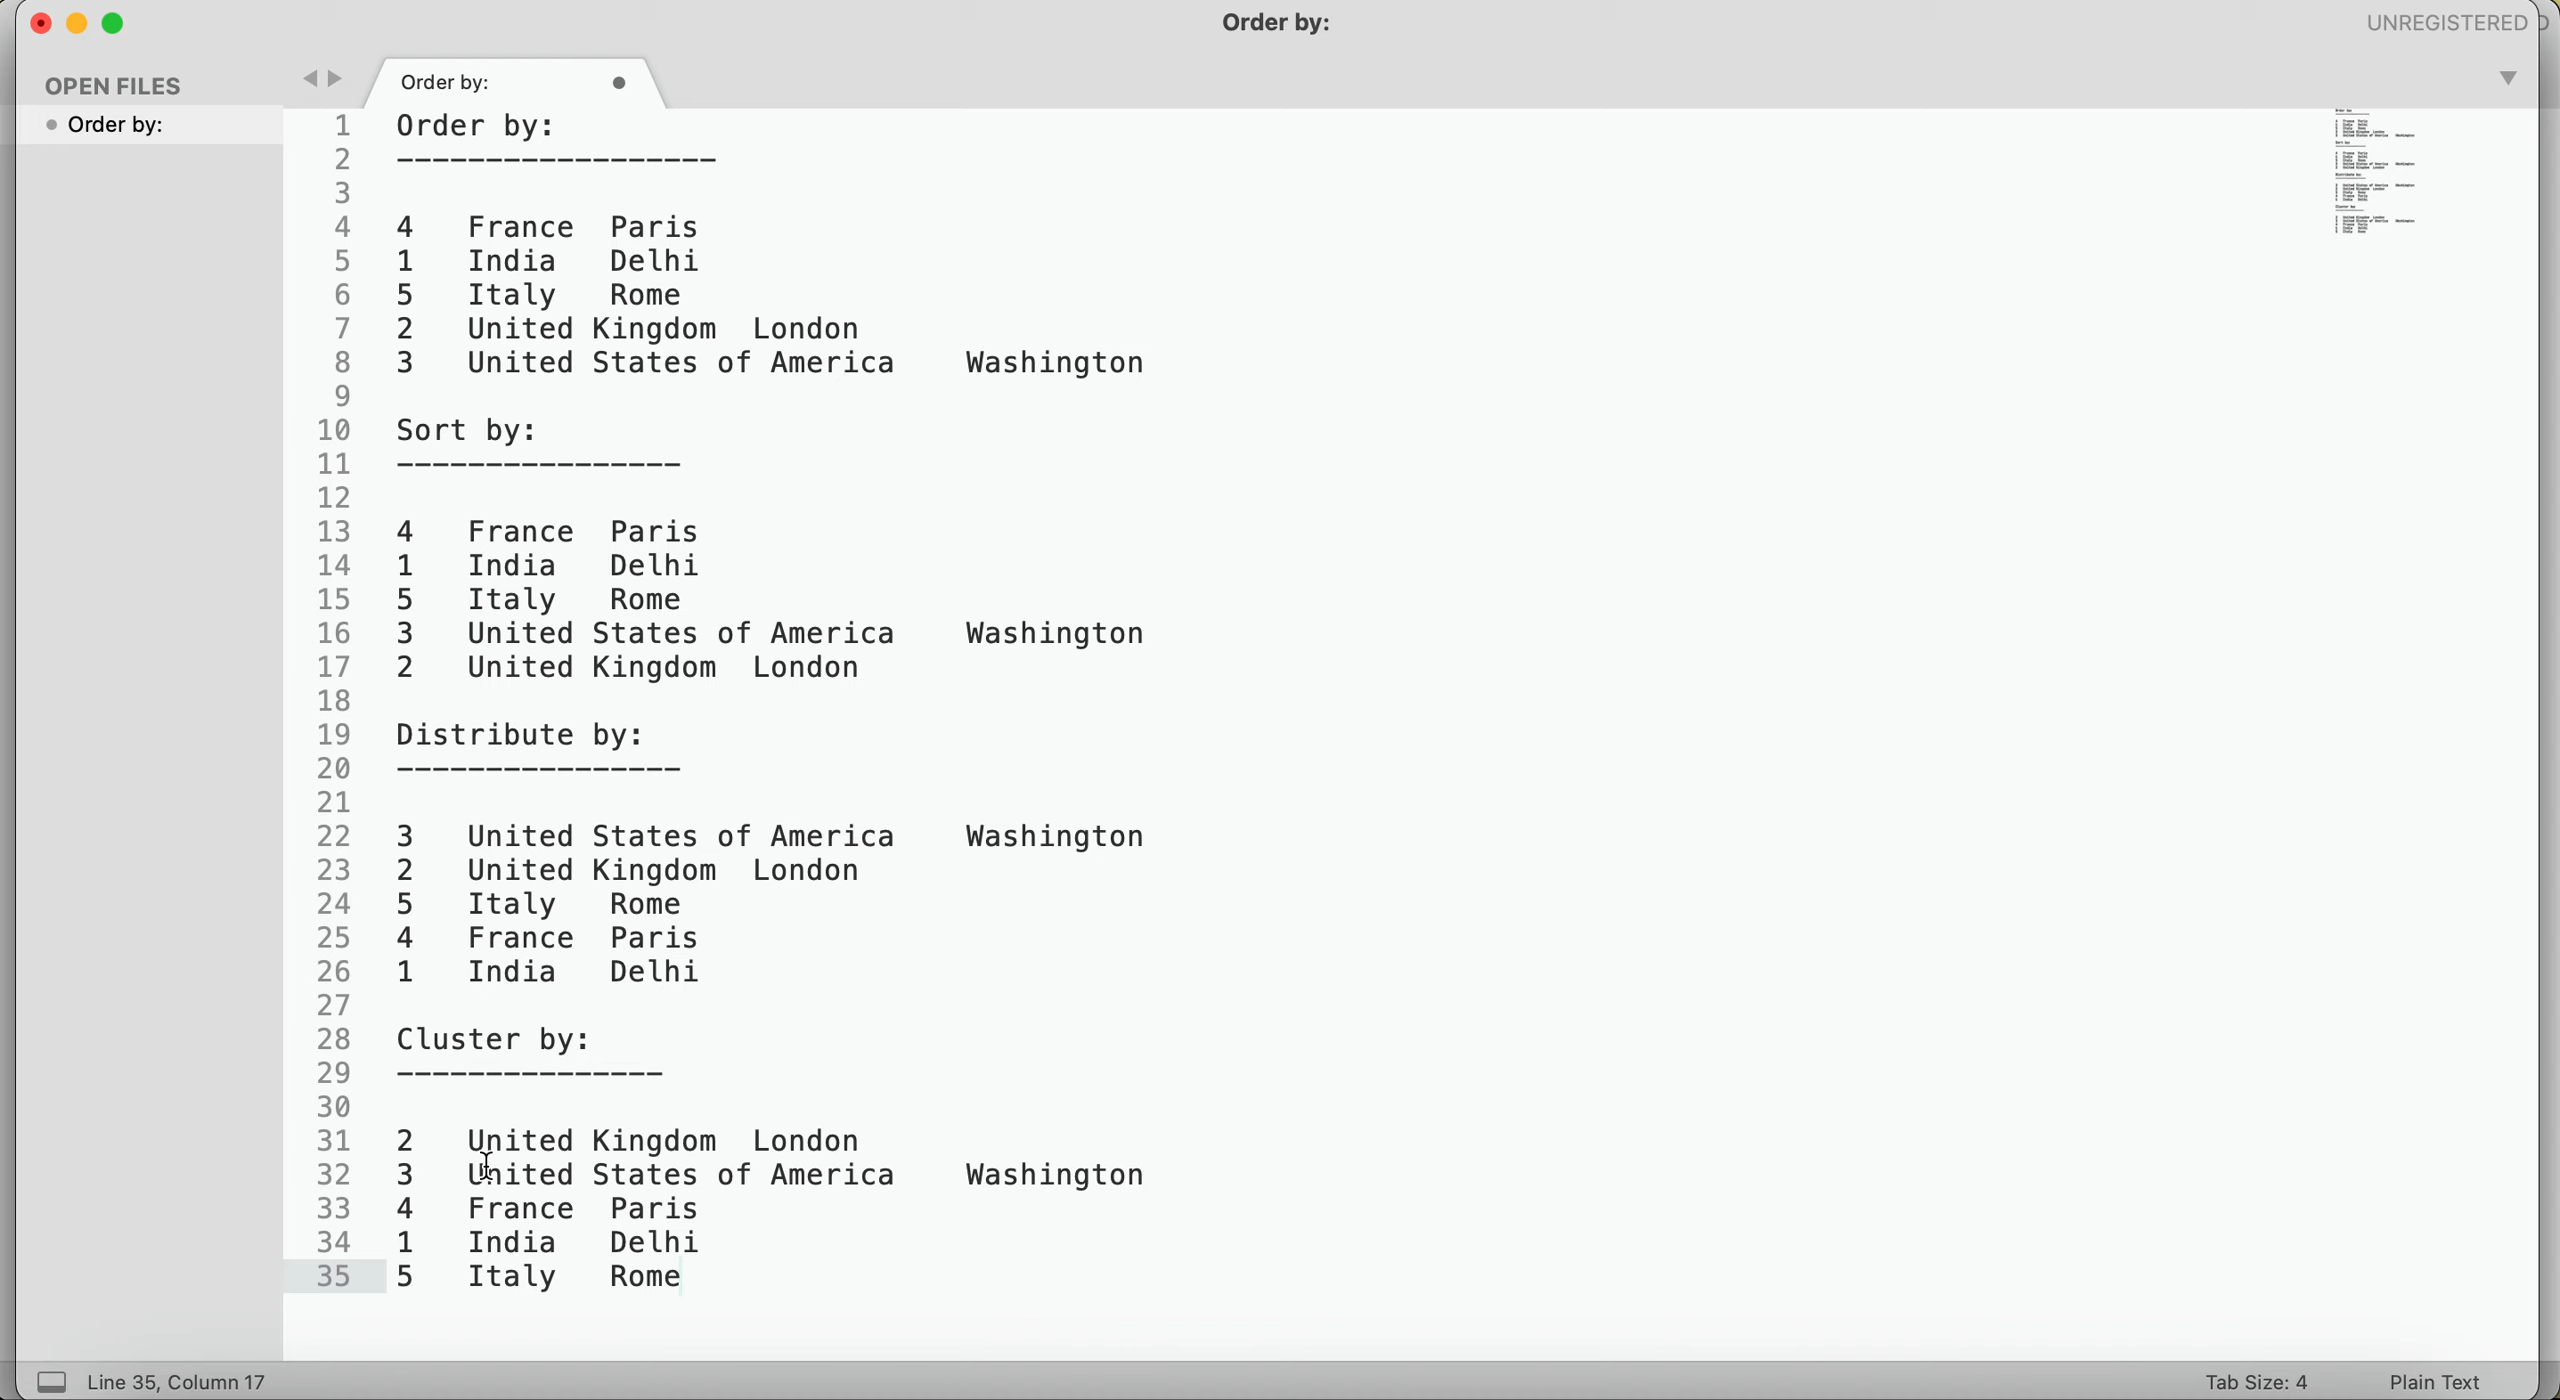 Order by:
UNREGISTERED
OPEN FILES
Order by:
Order by:
1 Order by:
2 ------------------
3
4 4 France Paris
5 1 India Delhi
6 5 Italy Rome
7 2 United Kingdom London
8 3 United States of America Washington
9
10 Sort by:
11 ----------------
12
13 4 France Paris
14 1 India Delhi
15 5 Italy Rome
16 3 United States of America Washington
17 2 United Kingdom London
18
19 Distribute by:
20 ----------------
21
22 3 United States of America Washington
23 2 United Kingdom London
24 5 Italy Rome
25 4 France Paris
26 1 India Delhi
27
28 Cluster by:
29 ---------------
30
31 2 United Kingdom London
32 3 United States of America Washington
33 4 France Paris
34 1 India Delhi
35 5 Italy Rome
Line 35, Column 17
Tab Size: 4
Plain Text